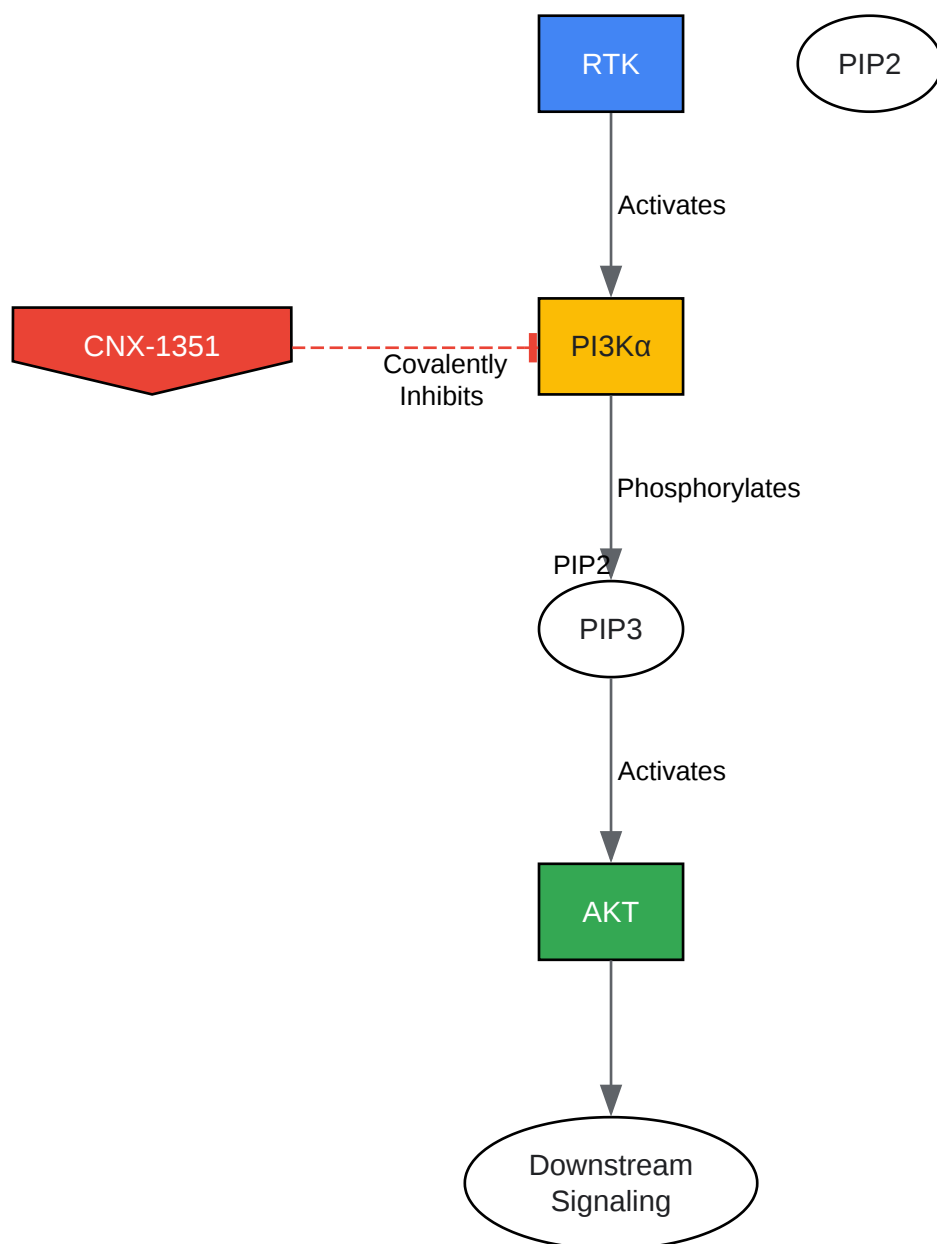 RTK
PIP2
Activates
CNX-1351
PI3Kα
Covalently
Inhibits
Phosphorylates
PIP2
PIP3
Activates
AKT
Downstream
Signaling